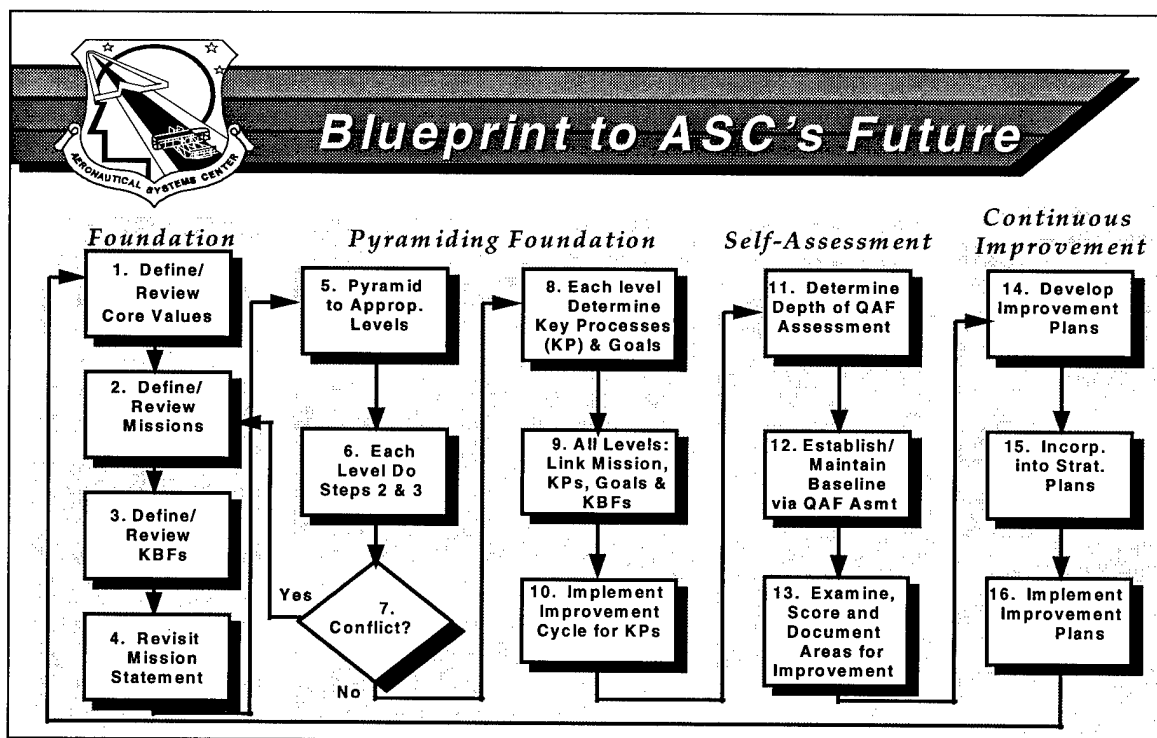 Blueprint to ASC's Future
AERONAUTICAL SYSTEMS CENTER
Foundation
1. Define/
Review
Core Values
2. Define/
Review
Missions
3. Define/
Review
KBFs
4. Revisit
Mission
Statement
Pyramiding Foundation
5. Pyramid
to Approp.
Levels
6. Each
Level Do
Steps 2 & 3
7.
Conflict?
Yes
No
8. Each level
Determine
Key Processes
(KP) & Goals
9. All Levels:
Link Mission,
KPs, Goals &
KBFs
10. Implement
Improvement
Cycle for KPs
Self-Assessment
11. Determine
Depth of QAF
Assessment
12. Establish/
Maintain
Baseline
via QAF Asmt
13. Examine,
Score and
Document
Areas for
Improvement
Continuous
Improvement
14. Develop
Improvement
Plans
15. Incorp.
into Strat.
Plans
16. Implement
Improvement
Plans